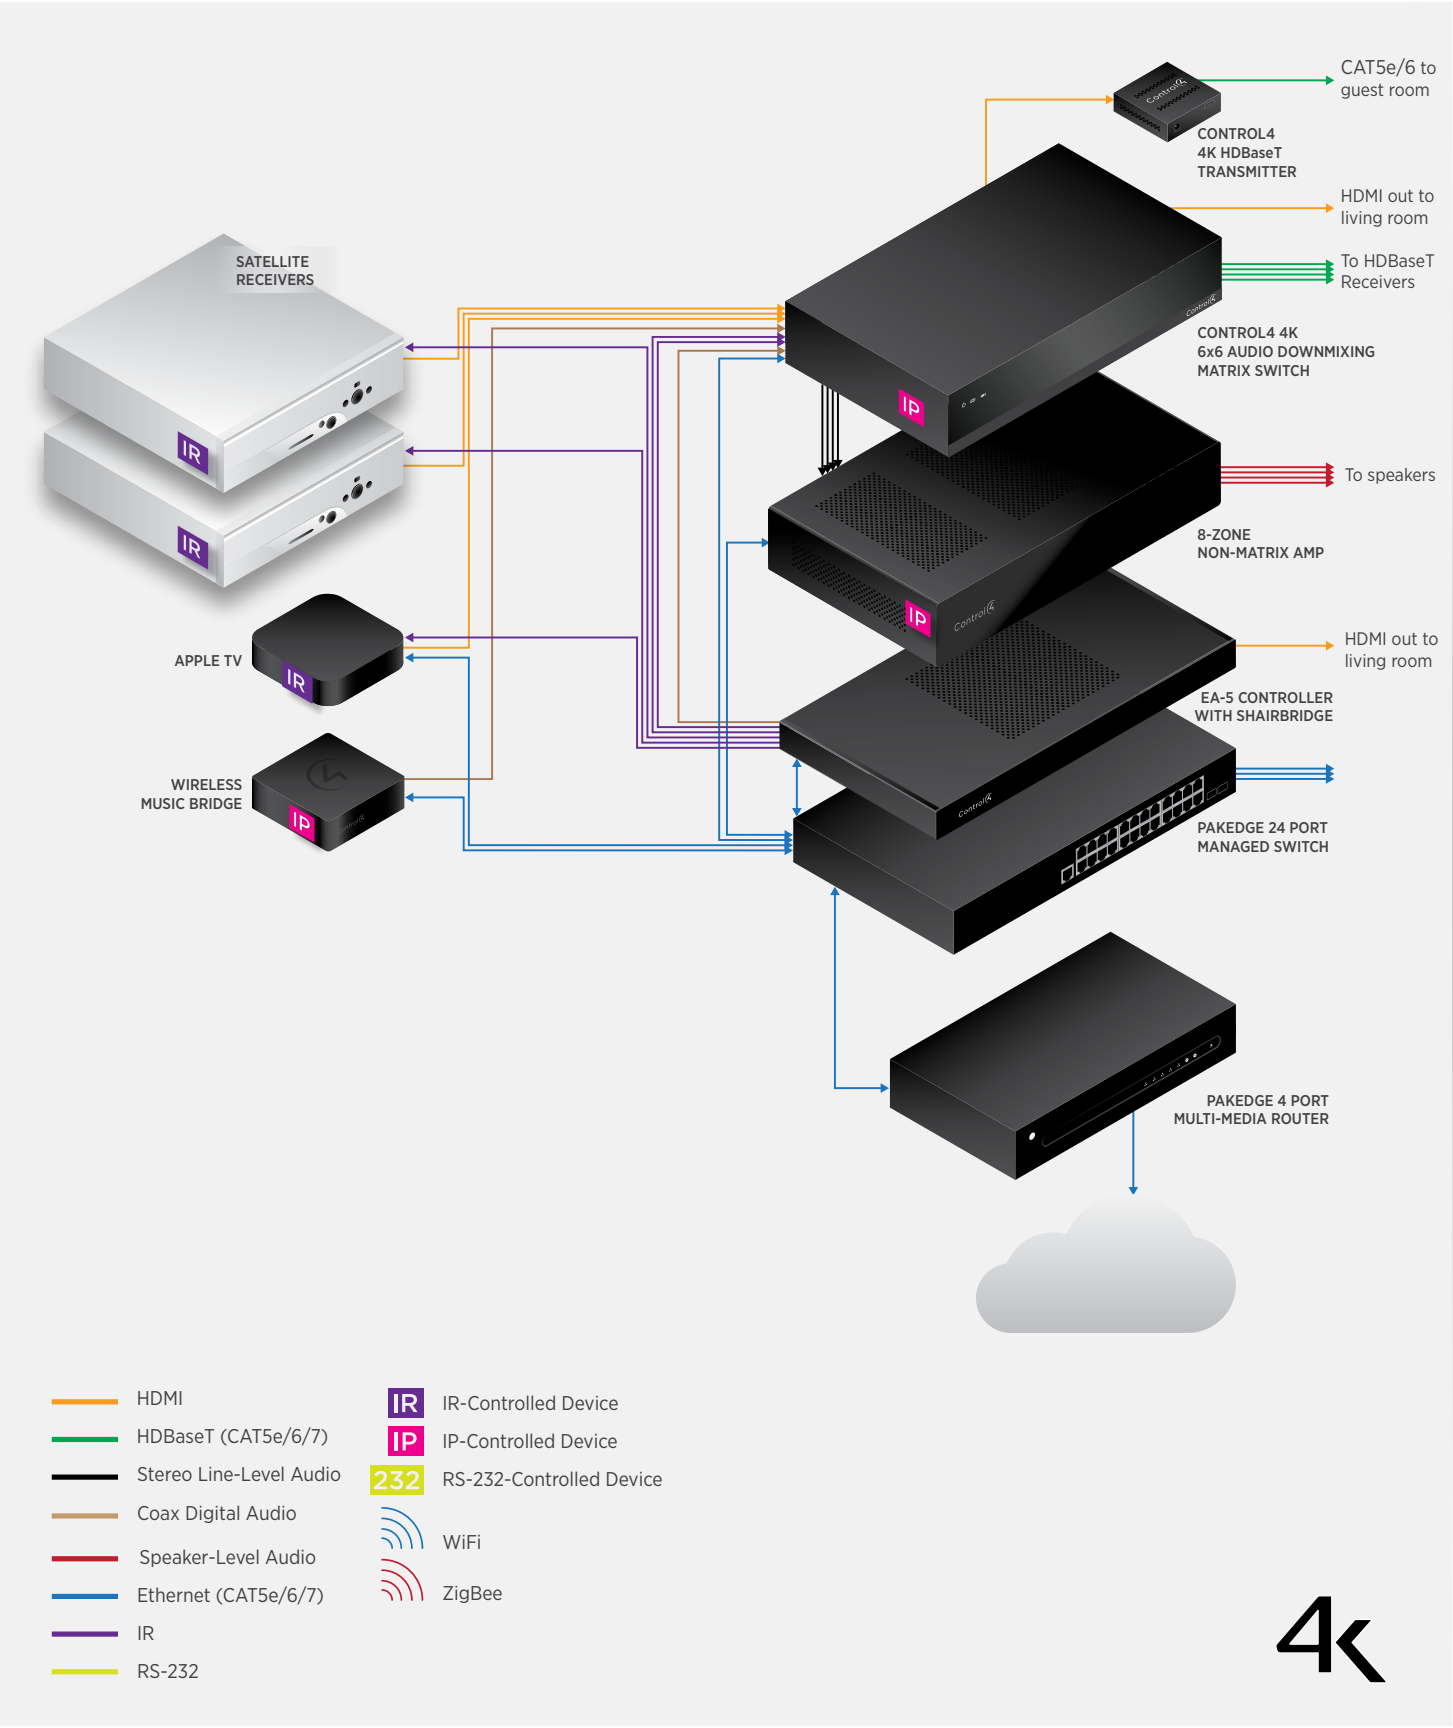 CAT5e/6 to
guest room
Control4
CONTROL4
4K HDBaseT
TRANSMITTER
HDMI out to
living room
SATELLITE
RECEIVERS
To HDBaseT
Receivers
Control4
CONTROL4 4K
6x6 AUDIO DOWNMIXING
MATRIX SWITCH
IP
IR
To speakers
8-ZONE
NON-MATRIX AMP
IR
IP
Control4
HDMI out to
living room
APPLE TV
IR
EA-5 CONTROLLER
WITH SHAIRBRIDGE
WIRELESS
MUSIC BRIDGE
IP
Control4
Control4
PAKEDGE 24 PORT
MANAGED SWITCH
PAKEDGE 4 PORT
MULTI-MEDIA ROUTER
HDMI
HDBaseT (CAT5e/6/7)
Stereo Line-Level Audio
Coax Digital Audio
Speaker-Level Audio
Ethernet (CAT5e/6/7)
IR
RS-232
IR IR-Controlled Device
IP IP-Controlled Device
232 RS-232-Controlled Device
WiFi
ZigBee
4K